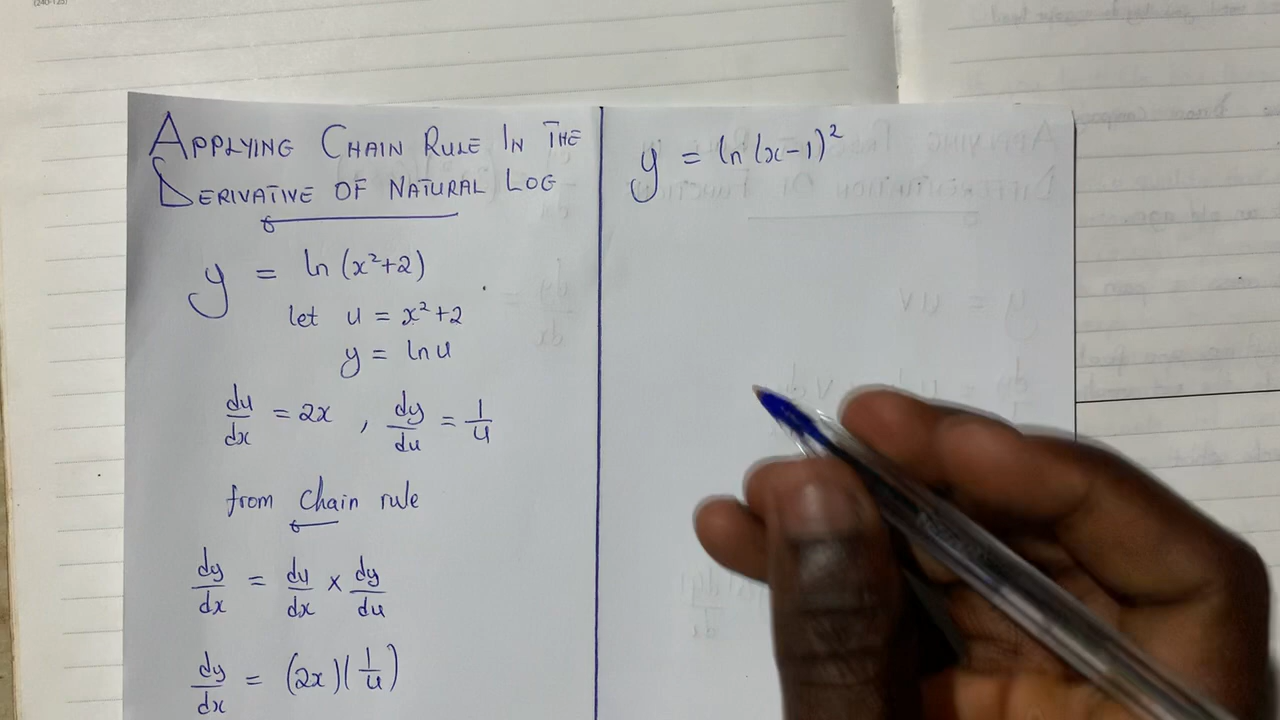 APPLYING CHAIN RULE IN THE
DERIVATIVE OF NATURAL LOG
y = ln (x²+2)
let u = x²+2
y = ln u
du/dx = 2x , dy/du = 1/u
from Chain rule
dy/dx = du/dx × dy/du
dy/dx = (2x)(1/u)
y = ln (x-1)²